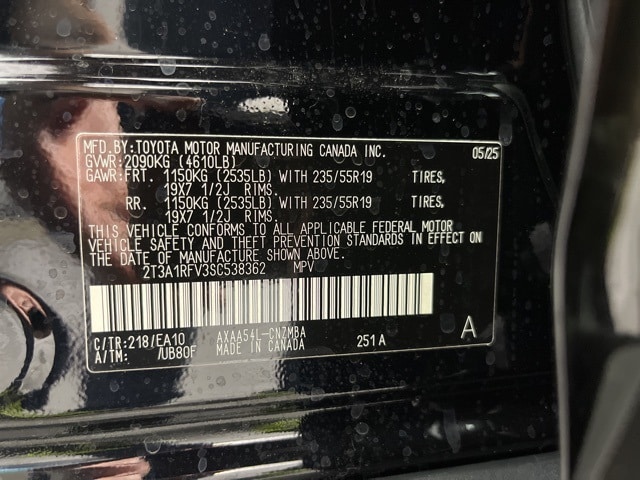 MFD.BY:TOYOTA MOTOR MANUFACTURING CANADA INC. 05/25
GVWR:2090KG (4610LB)
GAWR:FRT. 1150KG (2535LB) WITH 235/55R19 TIRES,
19X7 1/2J RIMS.
RR. 1150KG (2535LB) WITH 235/55R19 TIRES,
19X7 1/2J RIMS.
THIS VEHICLE CONFORMS TO ALL APPLICABLE FEDERAL MOTOR
VEHICLE SAFETY AND THEFT PREVENTION STANDARDS IN EFFECT ON
THE DATE OF MANUFACTURE SHOWN ABOVE.
2T3A1RFV3SC538362 MPV
C/TR:218/EA10 AXAA54L-CNZMBA 251A A
A/TM: /UB80F MADE IN CANADA